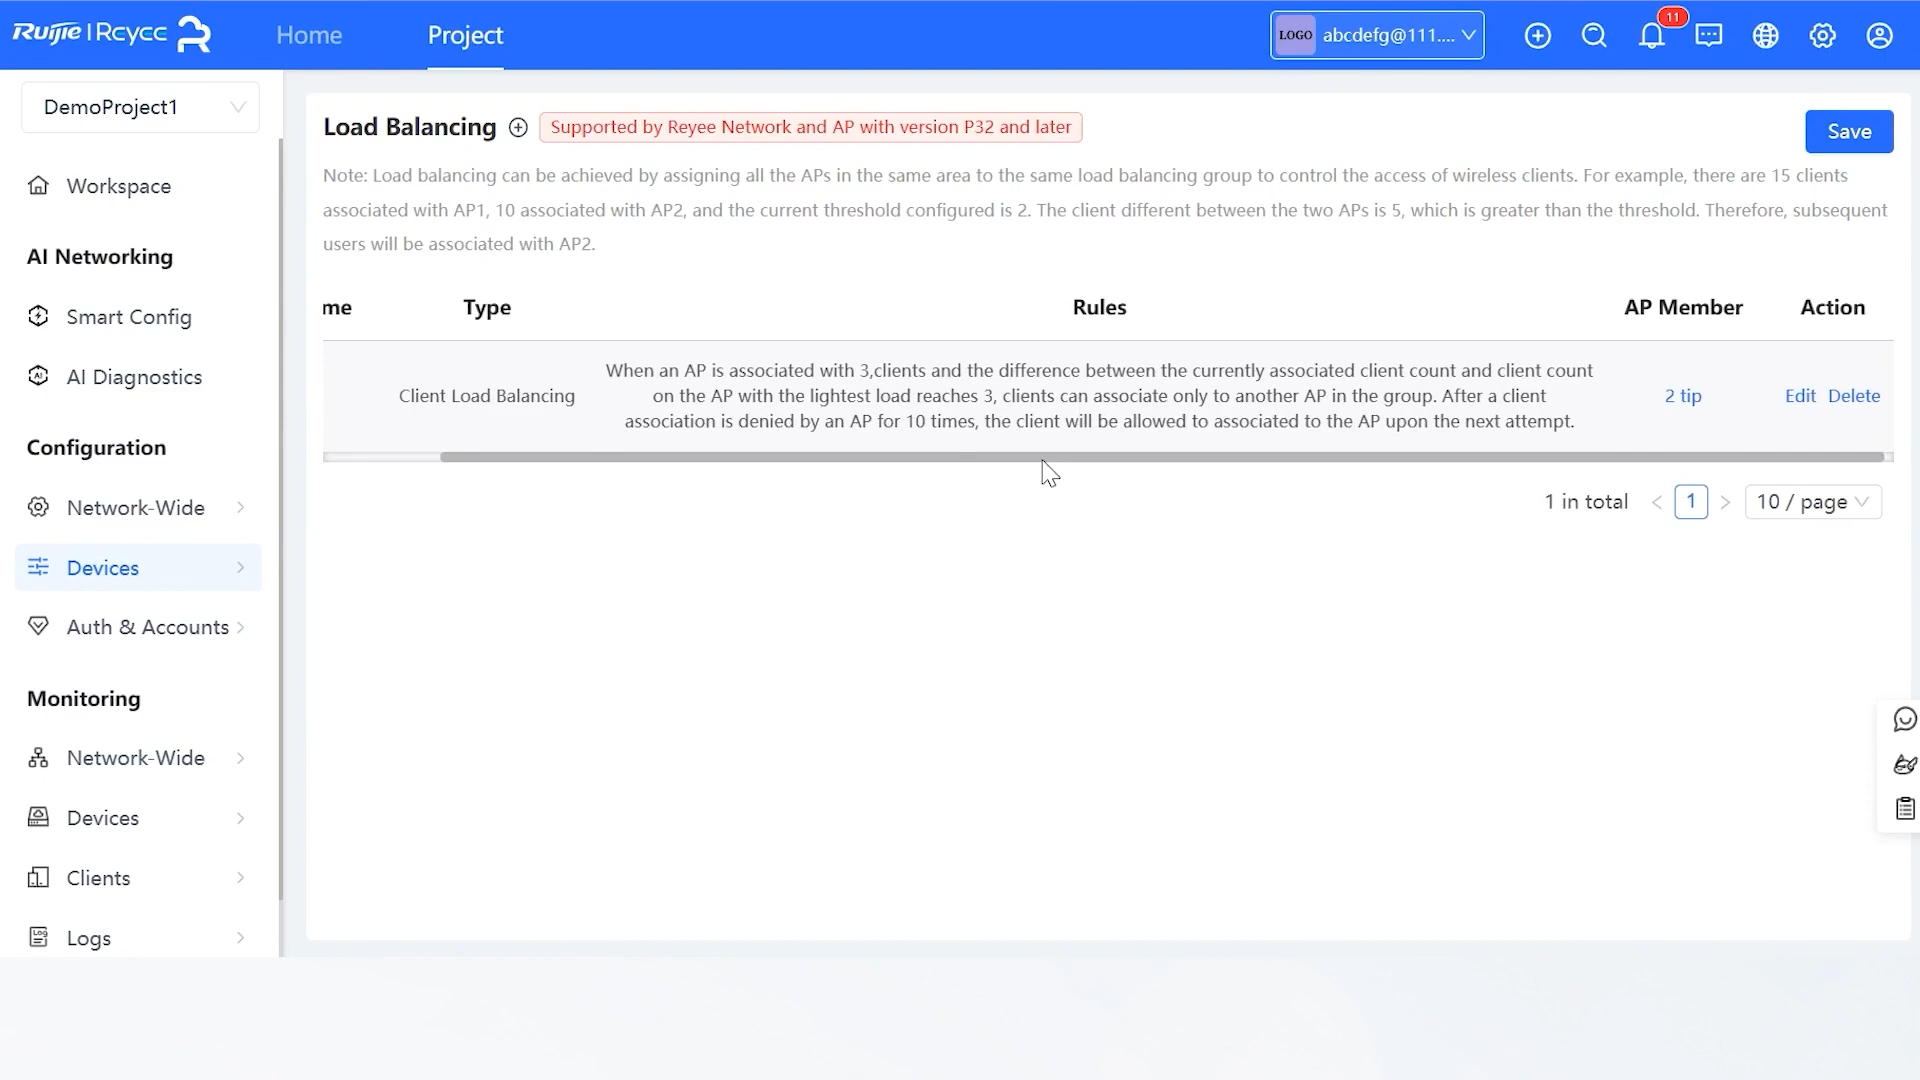 Ruijie | Reyee
Home
Project
LOGO
abcdefg@111....
11
DemoProject1
Workspace
AI Networking
Smart Config
AI Diagnostics
Configuration
Network-Wide
Devices
Auth & Accounts
Monitoring
Network-Wide
Devices
Clients
Logs
Load Balancing
Supported by Reyee Network and AP with version P32 and later
Save
Note: Load balancing can be achieved by assigning all the APs in the same area to the same load balancing group to control the access of wireless clients. For example, there are 15 clients
associated with AP1, 10 associated with AP2, and the current threshold configured is 2. The client different between the two APs is 5, which is greater than the threshold. Therefore, subsequent
users will be associated with AP2.
me
Type
Rules
AP Member
Action
Client Load Balancing
When an AP is associated with 3,clients and the difference between the currently associated client count and client count
on the AP with the lightest load reaches 3, clients can associate only to another AP in the group. After a client
association is denied by an AP for 10 times, the client will be allowed to associated to the AP upon the next attempt.
2 tip
Edit Delete
1 in total
1
10 / page